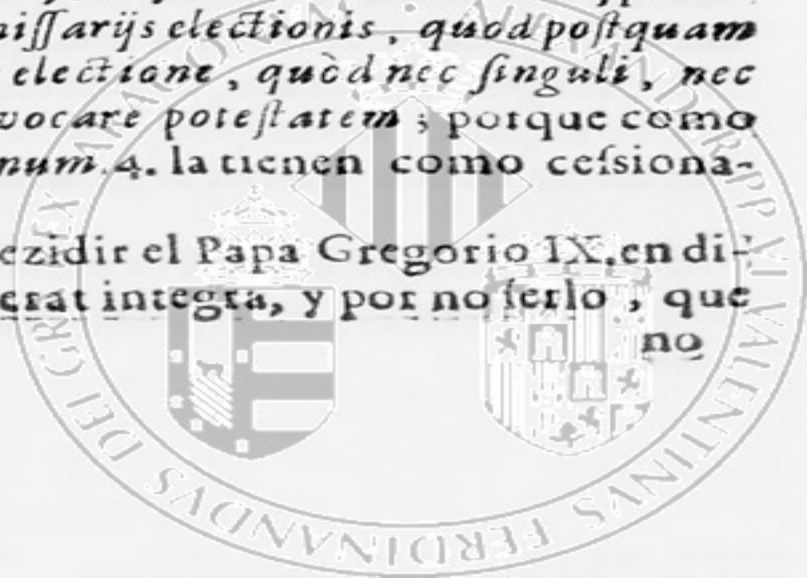 niſſarijs electionis, quod poſtquam
electione, quòd nec ſinguli, nec
vocare poteſtatem; porque como
num.4. la tienen como ceſsiona-
ezidir el Papa Gregorio IX. en di-
erat integra, y por no ſerlo, que
no